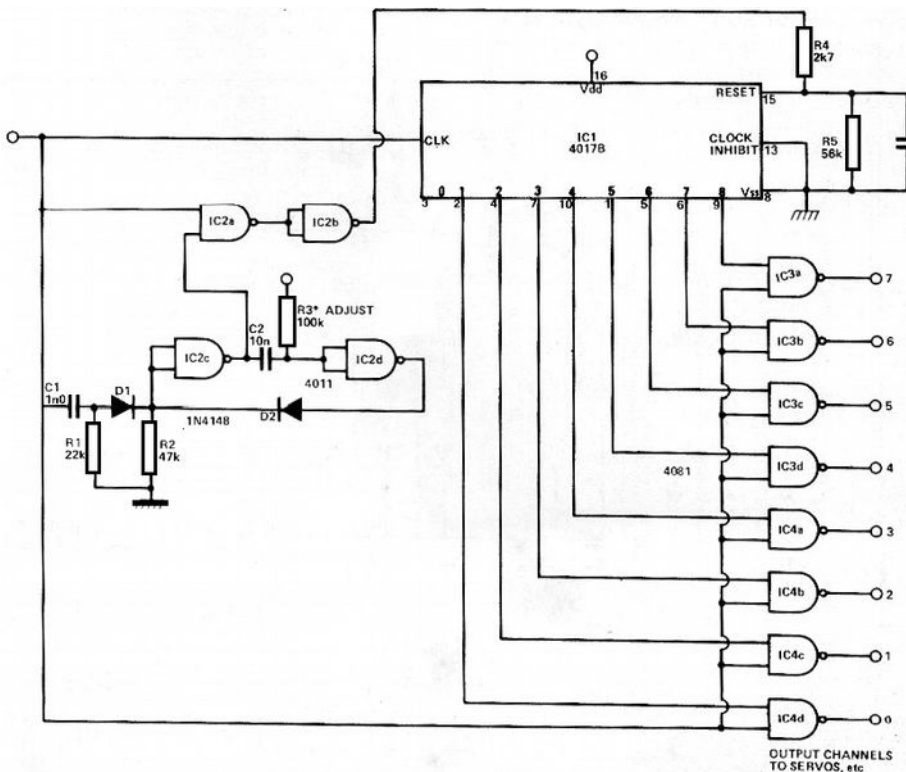 R4
2k7
16
Vdd
RESET
15
IC1
4017B
CLK
CLOCK
INHIBIT
13
R5
56k
Vss
8
0
1
2
3
4
5
6
7
8
3
2
4
7
10
1
5
6
9
IC2a
IC2b
R3* ADJUST
100k
C2
10n
IC2c
IC2d
4011
C1
1n0
D1
1N4148
D2
R1
22k
R2
47k
IC3a
7
IC3b
6
IC3c
5
IC3d
4
4081
IC4a
3
IC4b
2
IC4c
1
IC4d
0
OUTPUT CHANNELS
TO SERVOS, etc